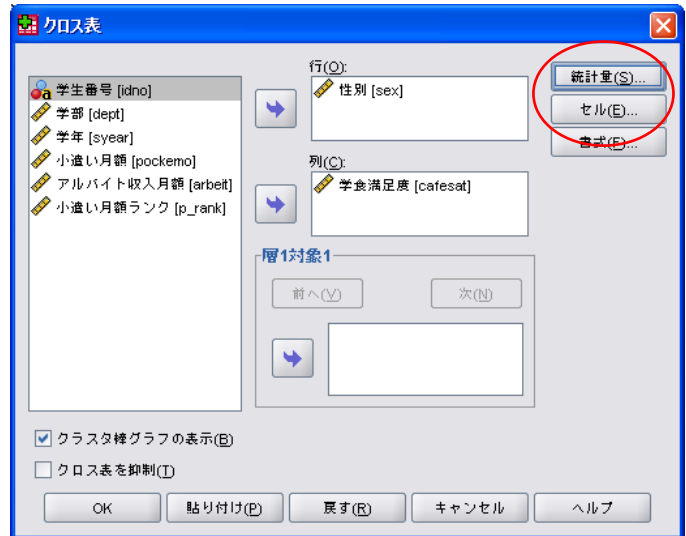 クロス表
学生番号 [idno]
学部 [dept]
学年 [syear]
小遣い月額 [pockemo]
アルバイト収入月額 [arbeit]
小遣い月額ランク [p_rank]
行(O):
性別 [sex]
列(C):
学食満足度 [cafesat]
層1対象1
前へ(V)
次(N)
統計量(S)...
セル(E)...
書式(F)...
クラスタ棒グラフの表示(B)
クロス表を抑制(T)
OK
貼り付け(P)
戻す(R)
キャンセル
ヘルプ